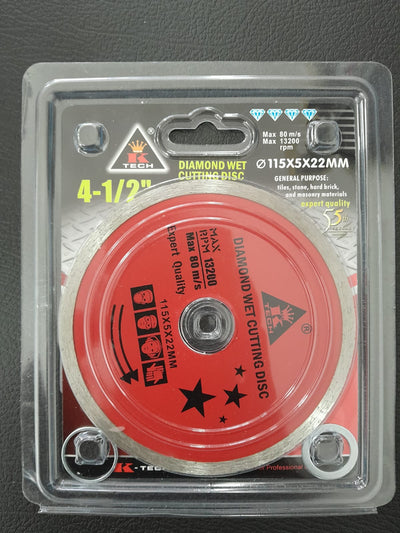 K
TECH
DIAMOND WET
CUTTING DISC
4-1/2"
Max 80 m/s
Max 13200
rpm
Ø115X5X22MM
GENERAL PURPOSE:
tiles, stone, hard brick,
and masonry materials
expert quality
K
TECH
®
DIAMOND WET CUTTING DISC
MAX
RPM 13200
Max 80 m/s
Expert Quality
115X5X22MM
K-TECH
Professional